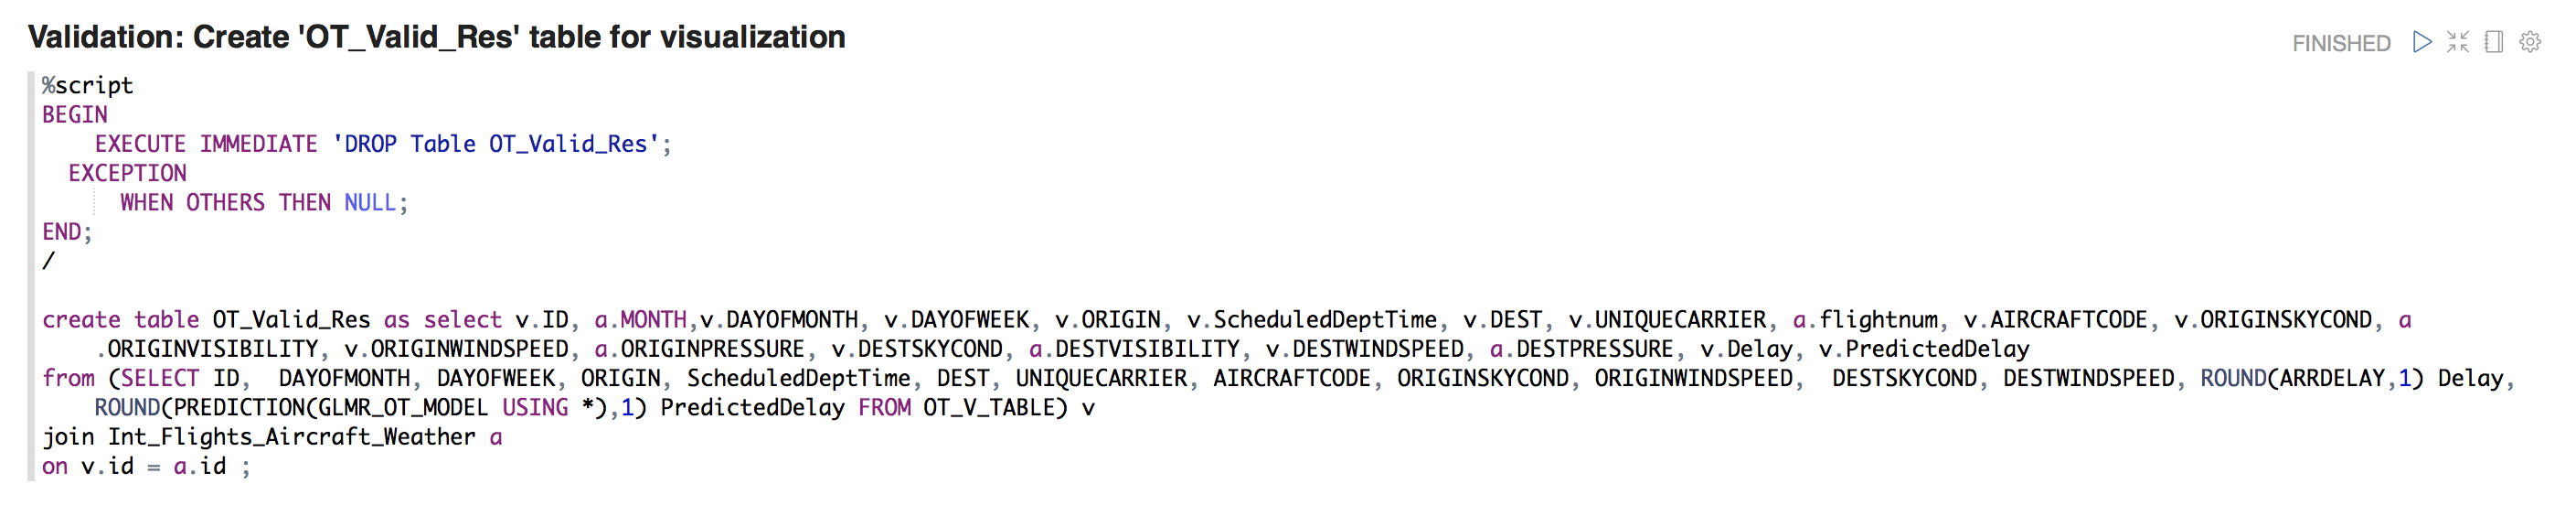 Validation: Create 'OT_Valid_Res' table for visualization
FINISHED
%script
BEGIN
EXECUTE IMMEDIATE 'DROP Table OT_Valid_Res';
EXCEPTION
WHEN OTHERS THEN NULL;
END;
/
create table OT_Valid_Res as select v.ID, a.MONTH,v.DAYOFMONTH, v.DAYOFWEEK, v.ORIGIN, v.ScheduledDeptTime, v.DEST, v.UNIQUECARRIER, a.flightnum, v.AIRCRAFTCODE, v.ORIGINSKYCOND, a
.ORIGINVISIBILITY, v.ORIGINWINDSPEED, a.ORIGINPRESSURE, v.DESTSKYCOND, a.DESTVISIBILITY, v.DESTWINDSPEED, a.DESTPRESSURE, v.Delay, v.PredictedDelay
from (SELECT ID,  DAYOFMONTH, DAYOFWEEK, ORIGIN, ScheduledDeptTime, DEST, UNIQUECARRIER, AIRCRAFTCODE, ORIGINSKYCOND, ORIGINWINDSPEED,  DESTSKYCOND, DESTWINDSPEED, ROUND(ARRDELAY,1) Delay,
ROUND(PREDICTION(GLMR_OT_MODEL USING *),1) PredictedDelay FROM OT_V_TABLE) v
join Int_Flights_Aircraft_Weather a
on v.id = a.id ;